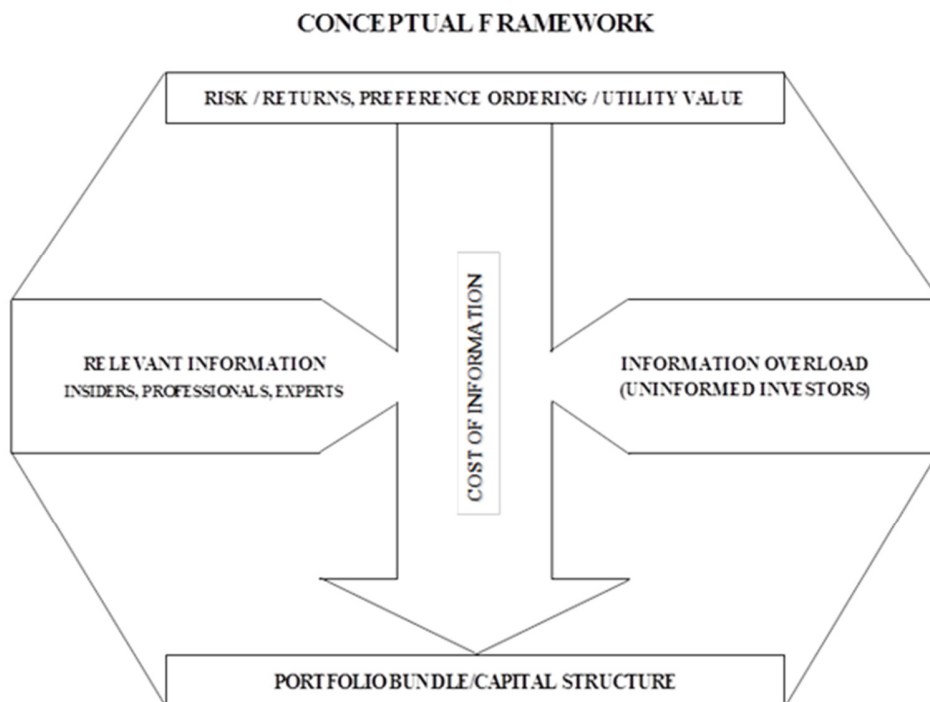 CONCEPTUAL FRAMEWORK
RISK / RETURNS, PREFERENCE ORDERING / UTILITY VALUE
RELEVANT INFORMATION
INSIDERS, PROFESSIONALS, EXPERTS
COST OF INFORMATION
INFORMATION OVERLOAD
(UNINFORMED INVESTORS)
PORTFOLIO BUNDLE/CAPITAL STRUCTURE